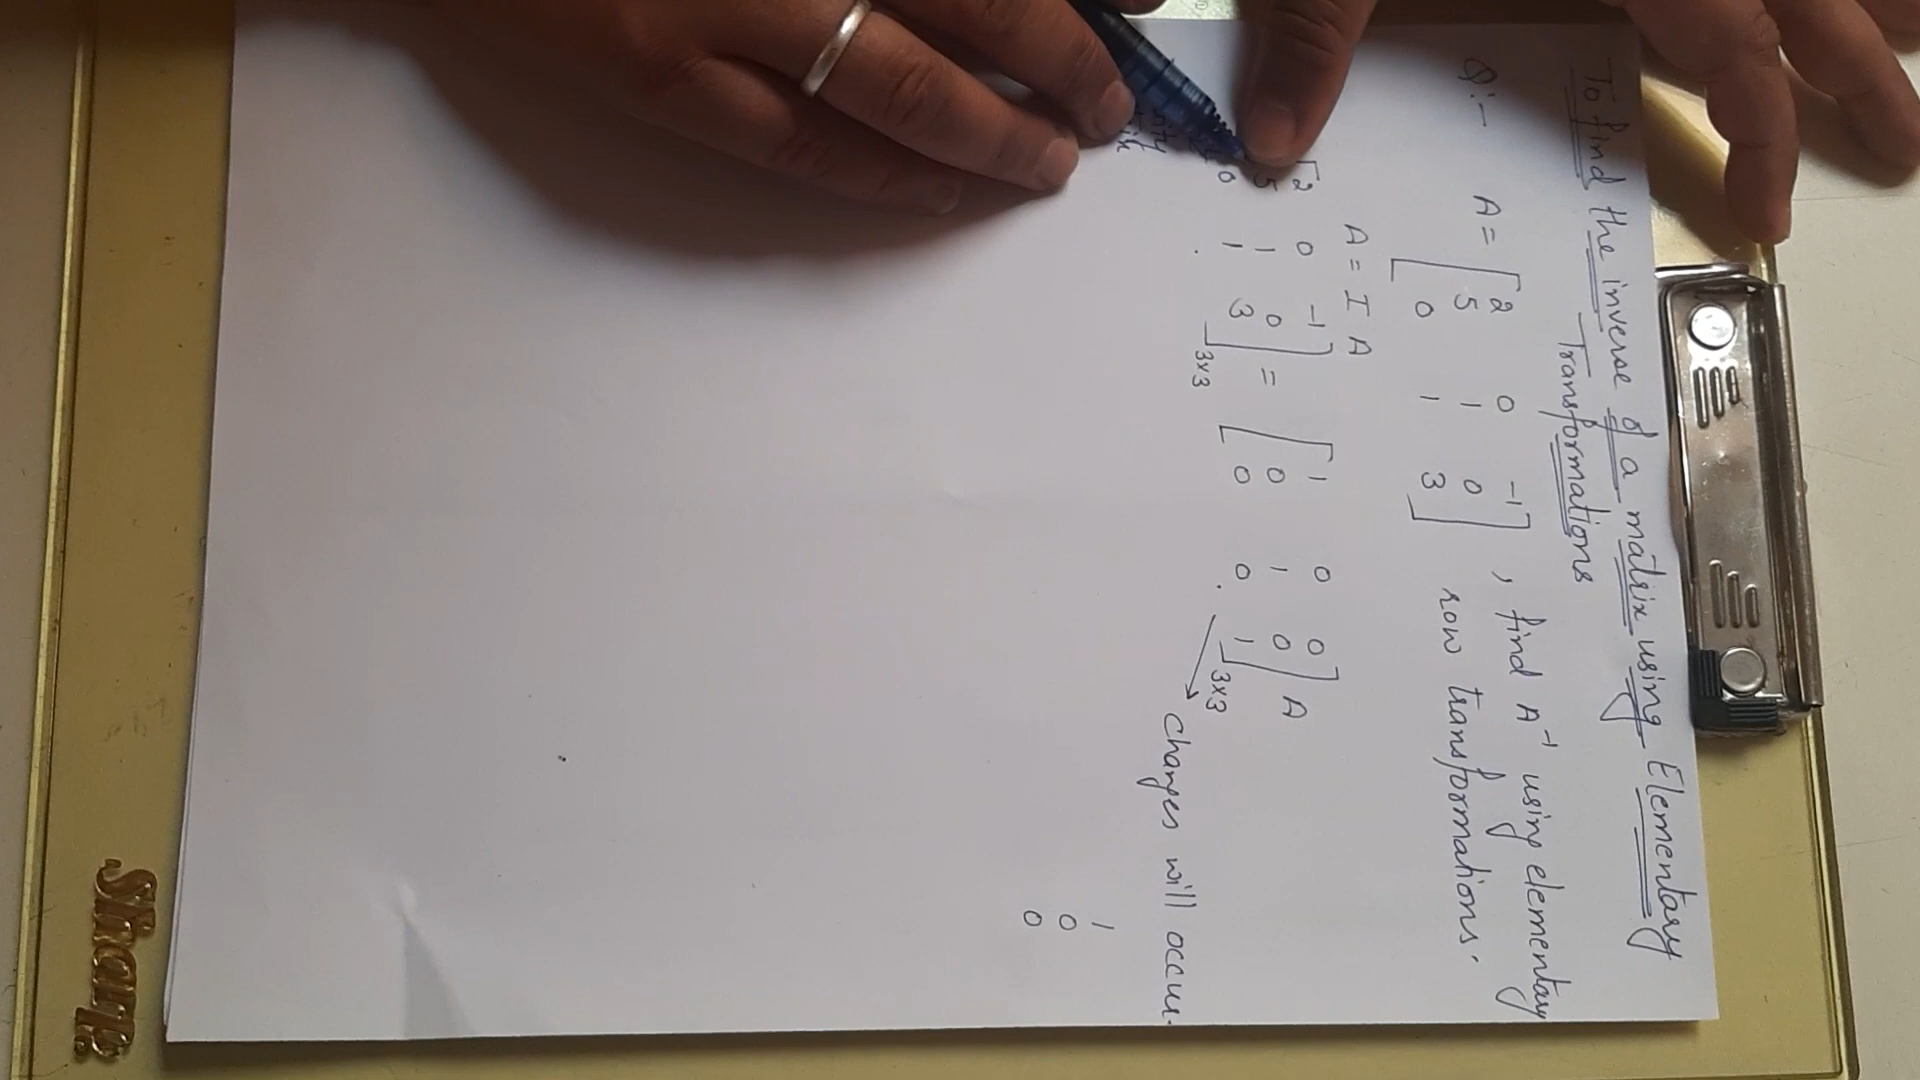 To find the inverse of a matrix using Elementary
Transformations
Q:-
A = [ 2 0 -1 ] , find A⁻¹ using elementary
5 1 0 row transformations.
0 1 3
A = I A
[ 2 0 -1 ] = [ 1 0 0 ] A
5 1 0 0 1 0
0 1 3 3x3 0 0 1 3x3
changes will occur
1
0
0
Sharp